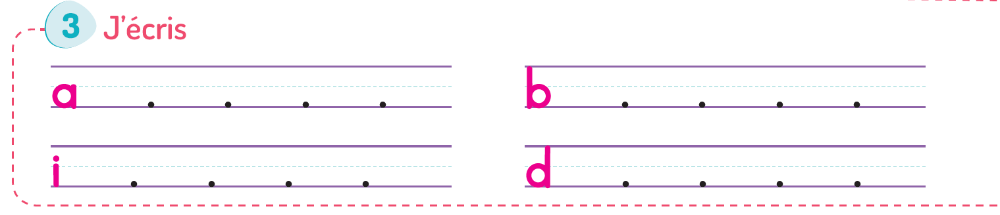 3 J'écris
a . . . . b . . . .
i . . . . d . . . .